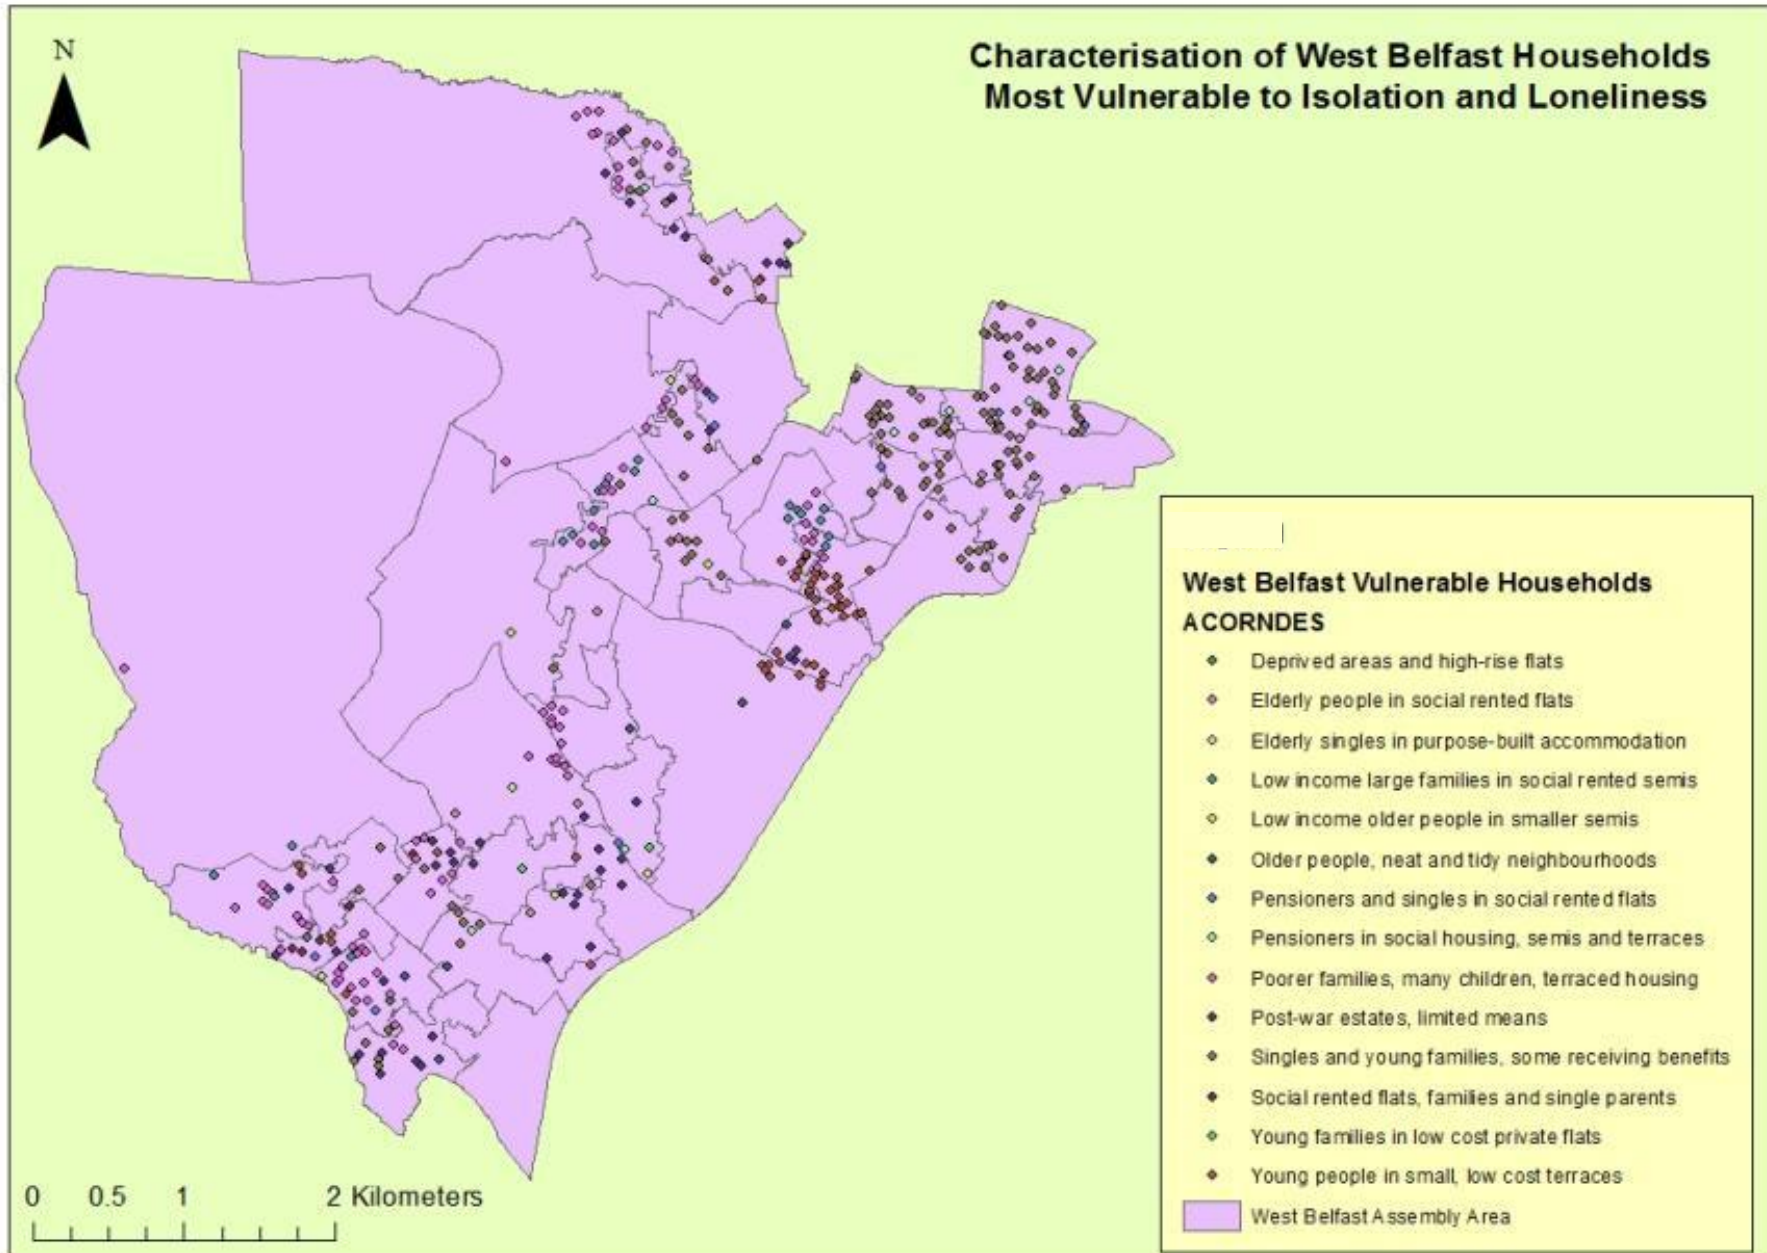 N
Characterisation of West Belfast Households
Most Vulnerable to Isolation and Loneliness
West Belfast Vulnerable Households
ACORNDES
Deprived areas and high-rise flats
Elderly people in social rented flats
Elderly singles in purpose-built accommodation
Low income large families in social rented semis
Low income older people in smaller semis
Older people, neat and tidy neighbourhoods
Pensioners and singles in social rented flats
Pensioners in social housing, semis and terraces
Poorer families, many children, terraced housing
Post-war estates, limited means
Singles and young families, some receiving benefits
Social rented flats, families and single parents
Young families in low cost private flats
Young people in small, low cost terraces
West Belfast Assembly Area
0 0.5 1 2 Kilometers